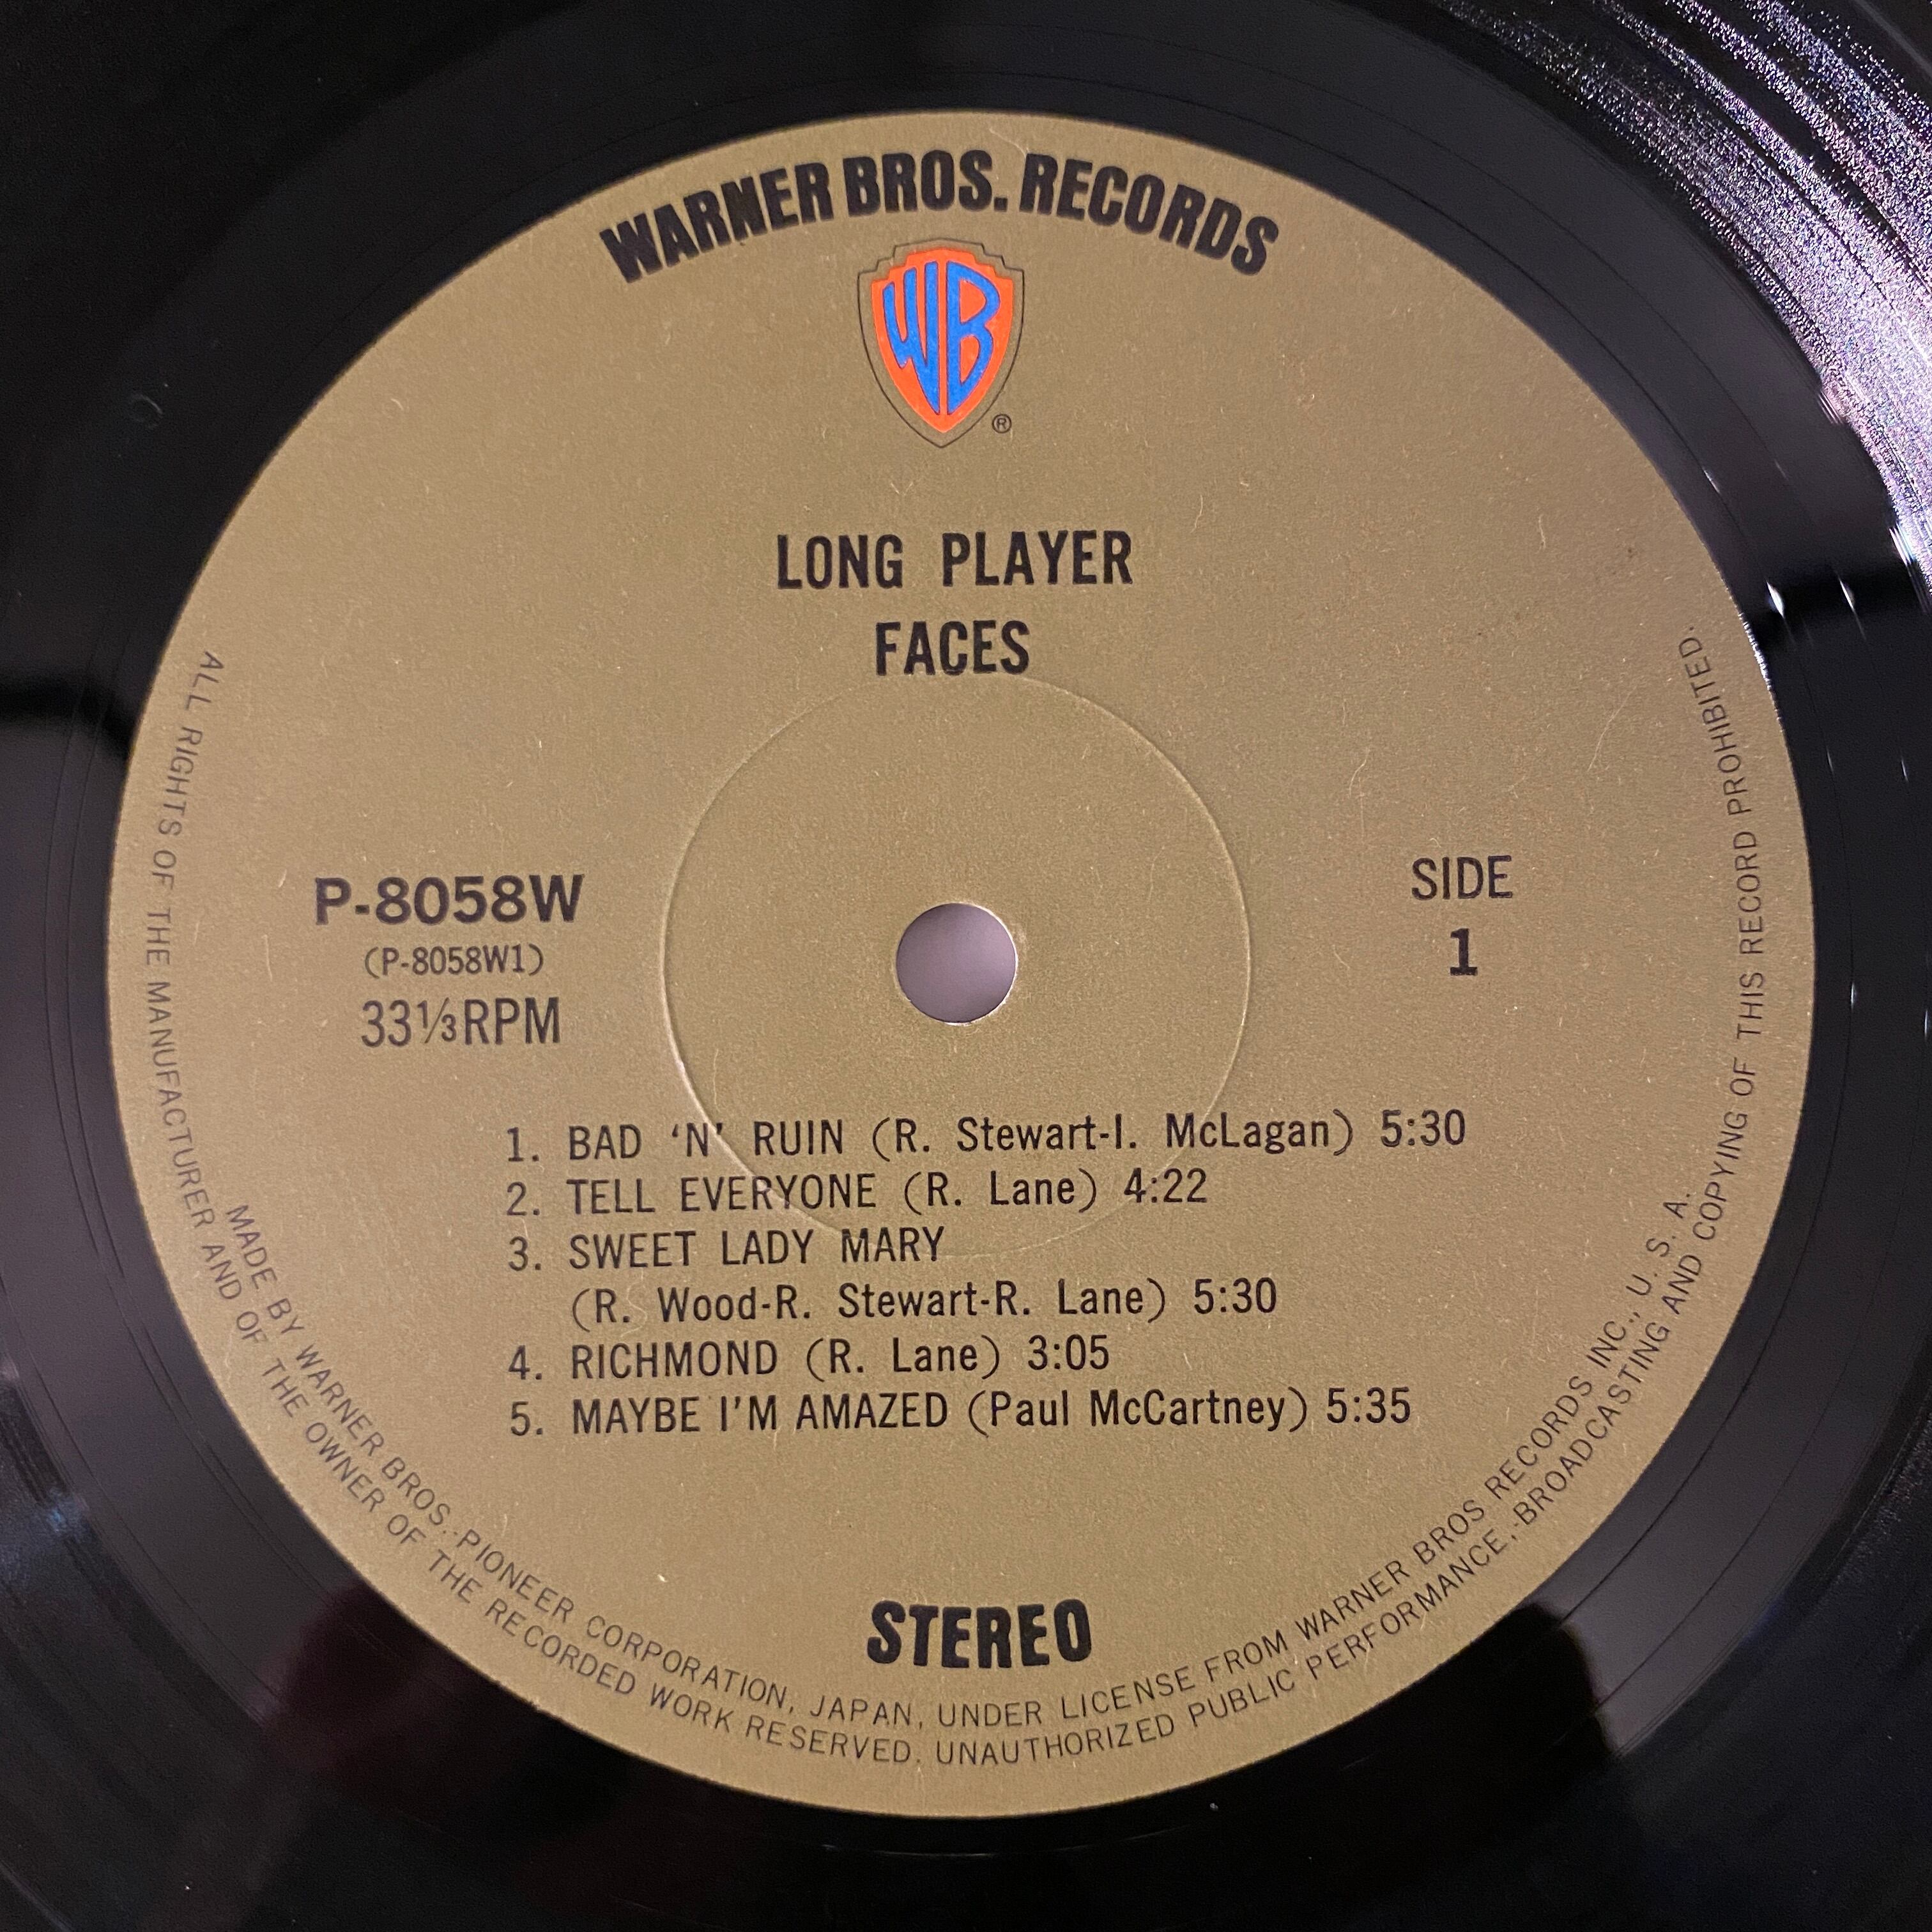 WARNER BROS. RECORDS
WB
®
LONG PLAYER
FACES
P-8058W
(P-8058W1)
33⅓RPM
SIDE
1
1. BAD ‘N’ RUIN (R. Stewart-I. McLagan) 5:30
2. TELL EVERYONE (R. Lane) 4:22
3. SWEET LADY MARY
(R. Wood-R. Stewart-R. Lane) 5:30
4. RICHMOND (R. Lane) 3:05
5. MAYBE I’M AMAZED (Paul McCartney) 5:35
STEREO
MADE BY WARNER BROS.-PIONEER CORPORATION, JAPAN, UNDER LICENSE FROM WARNER BROS RECORDS INC., U. S. A.
ALL RIGHTS OF THE MANUFACTURER AND OF THE OWNER OF THE RECORDED WORK RESERVED. UNAUTHORIZED PUBLIC PERFORMANCE, BROADCASTING AND COPYING OF THIS RECORD PROHIBITED.